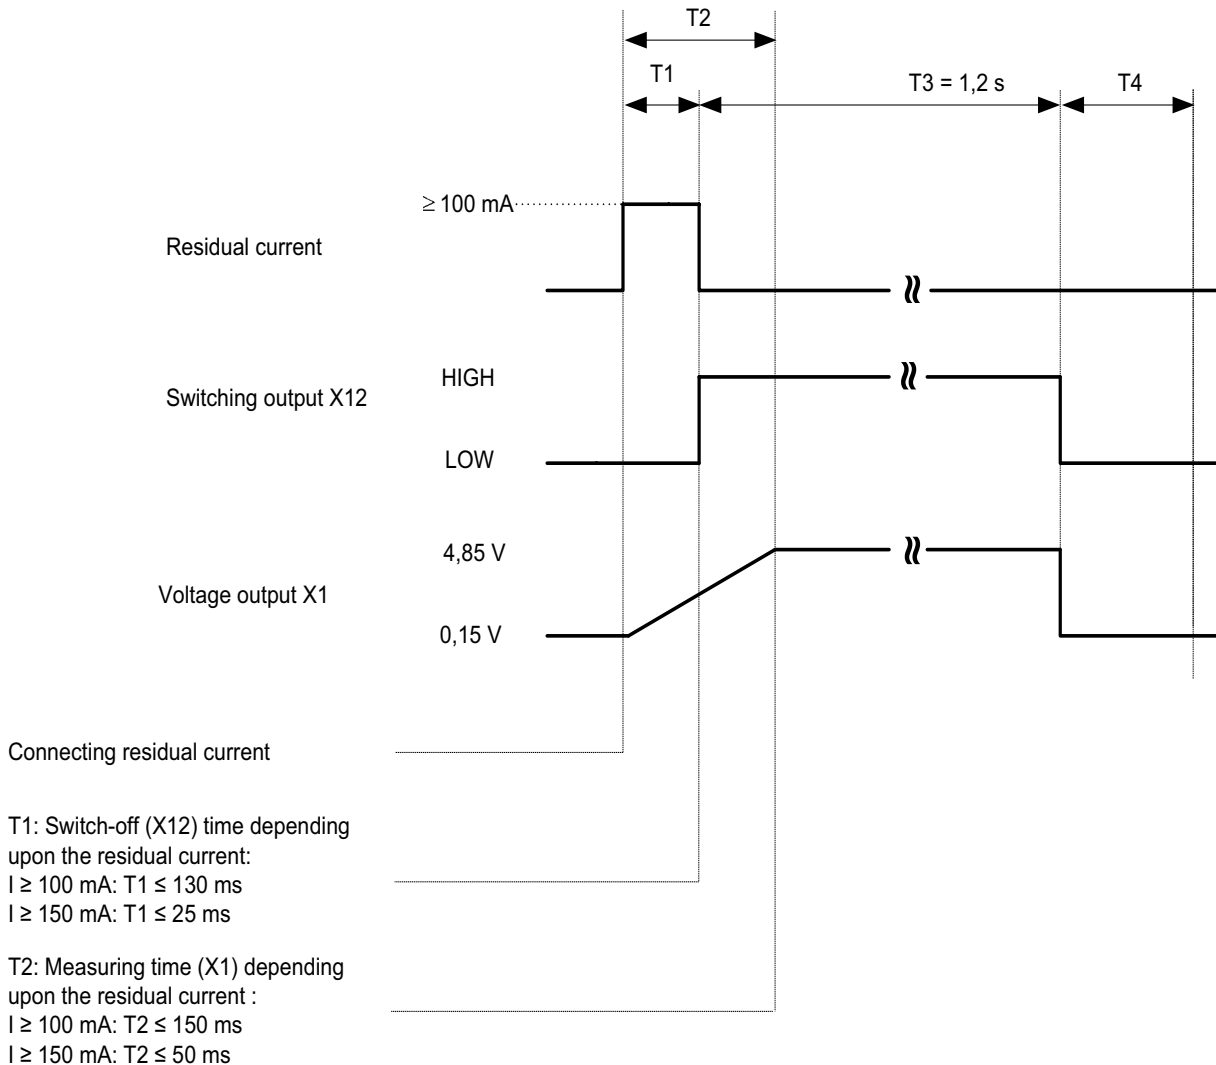 T2
T1
T3 = 1,2 s
T4
≥ 100 mA
Residual current
HIGH
Switching output X12
LOW
4,85 V
Voltage output X1
0,15 V
Connecting residual current
T1: Switch-off (X12) time depending
upon the residual current:
I ≥ 100 mA: T1 ≤ 130 ms
I ≥ 150 mA: T1 ≤ 25 ms
T2: Measuring time (X1) depending
upon the residual current :
I ≥ 100 mA: T2 ≤ 150 ms
I ≥ 150 mA: T2 ≤ 50 ms